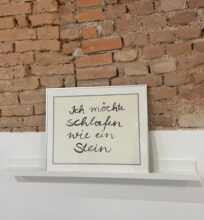 Ich möchte
schlafen
wie ein
Stein